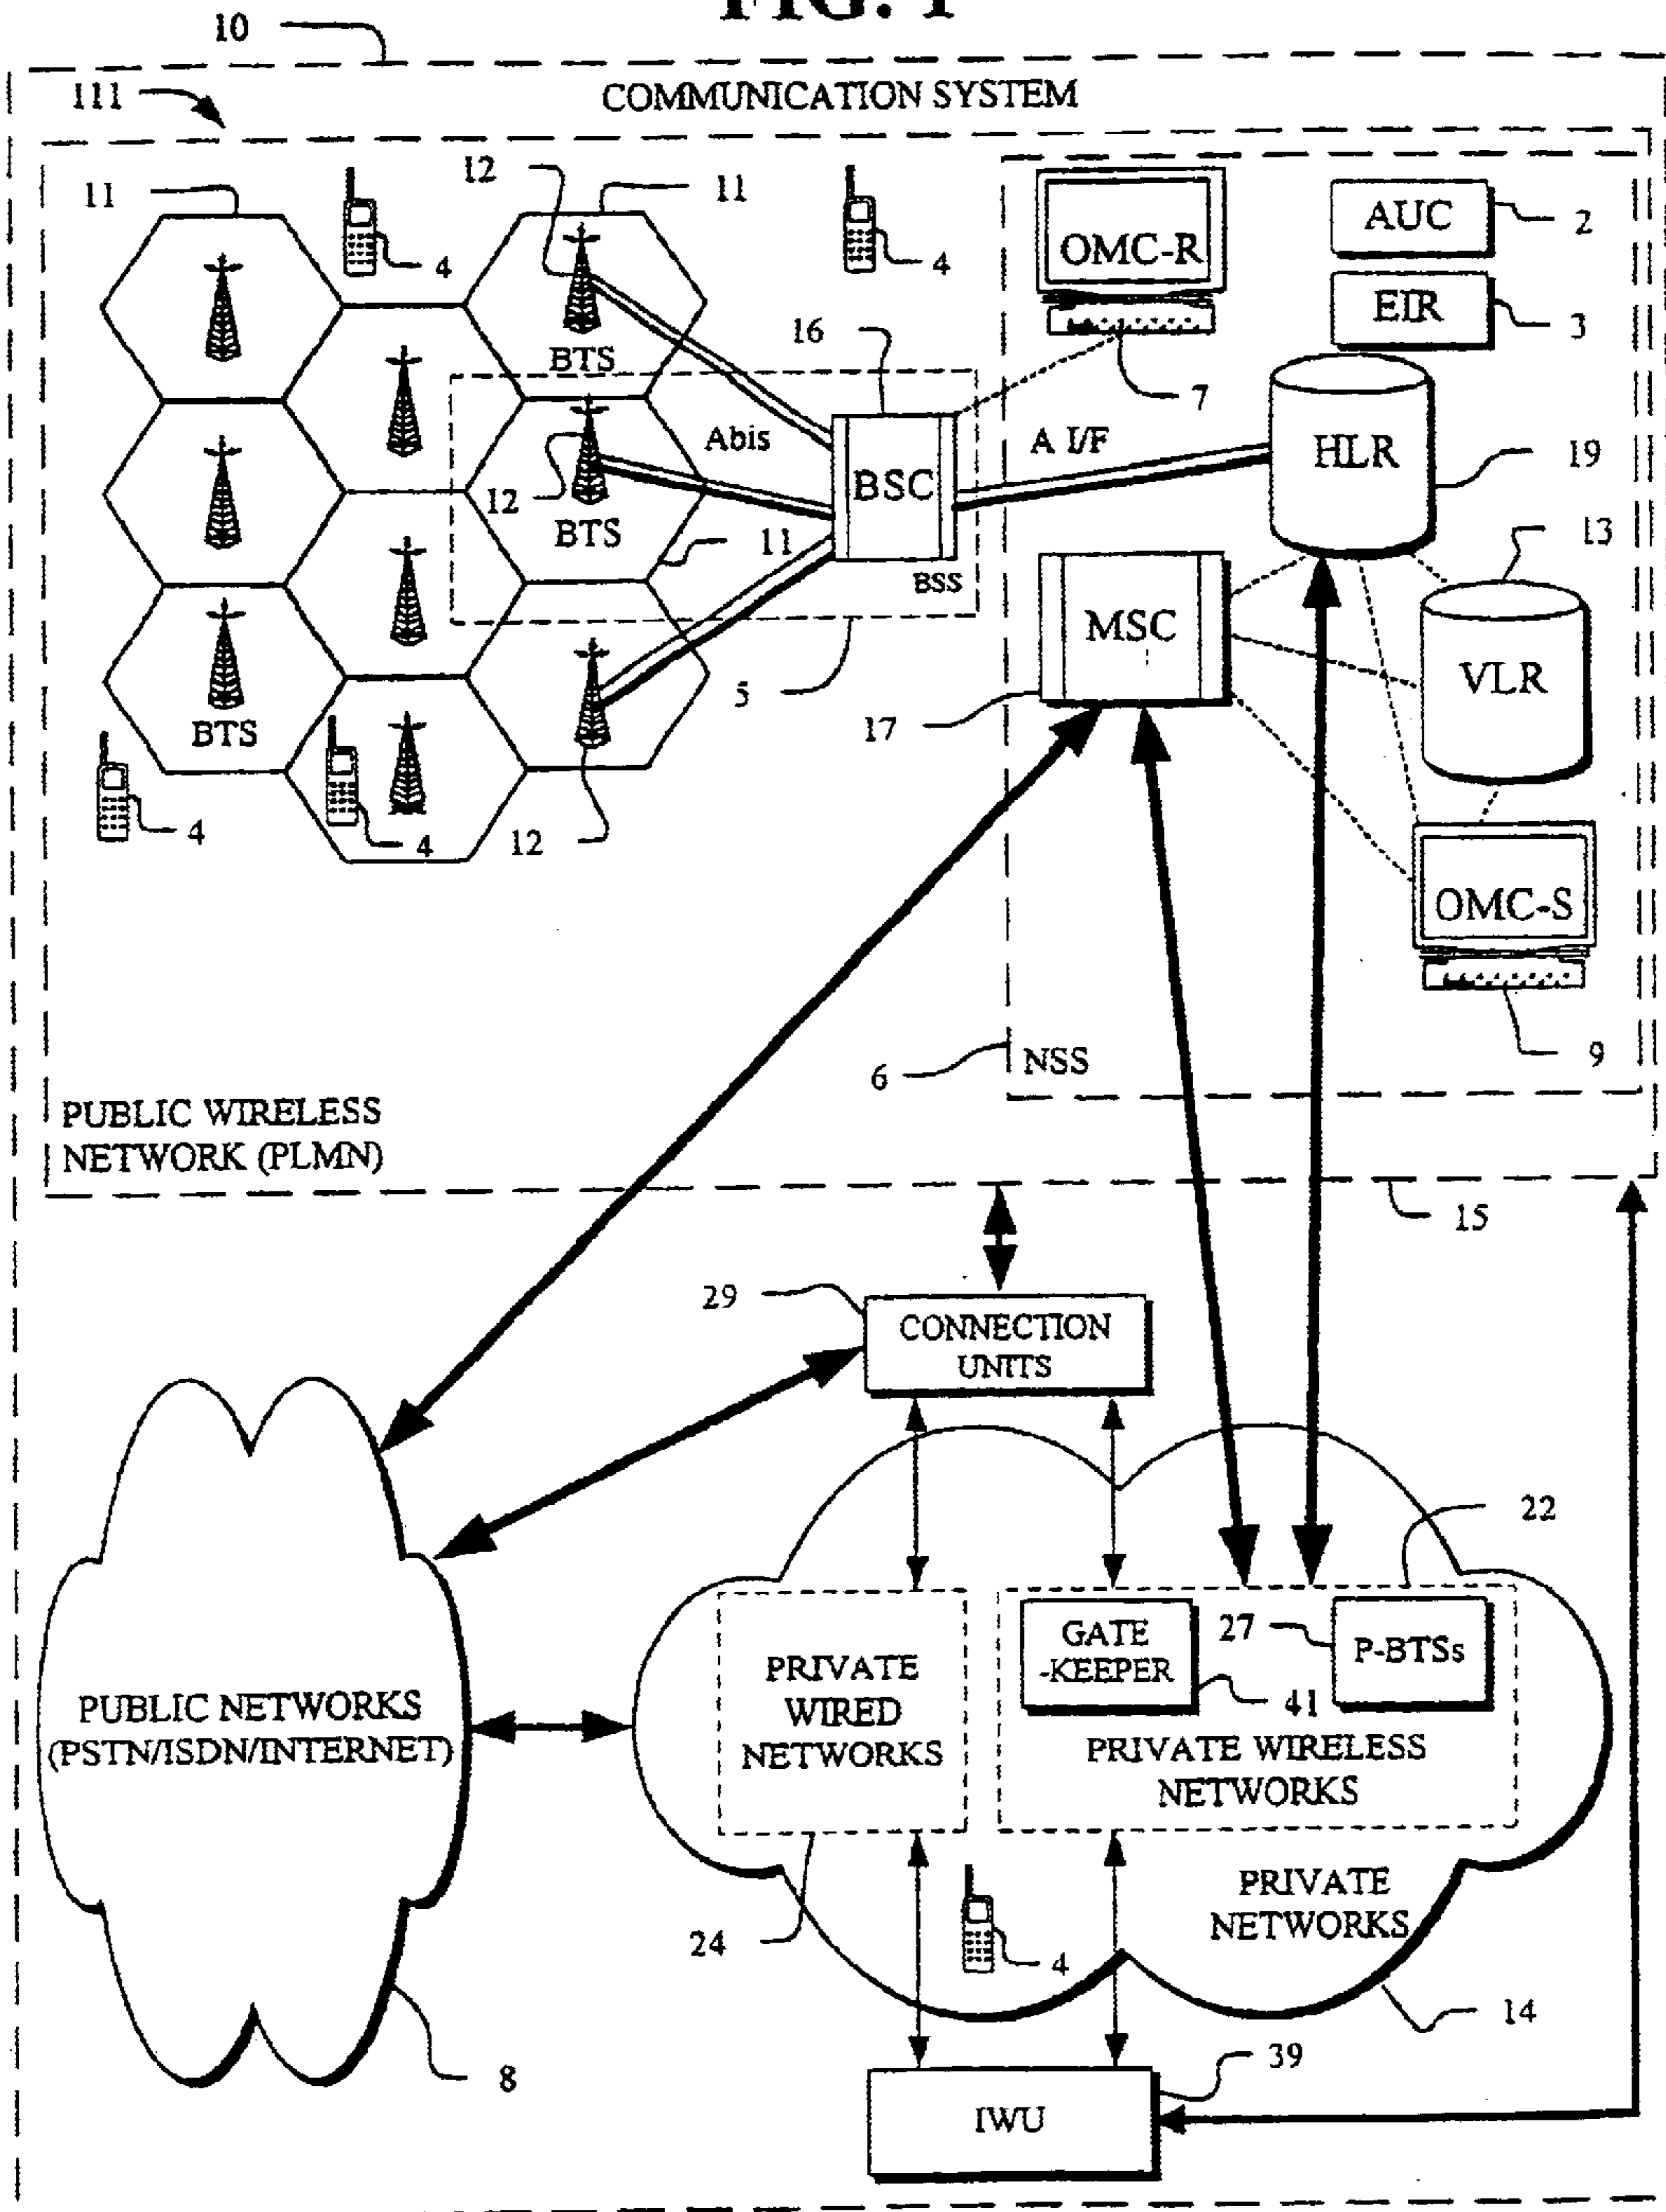 FIG. 1
10
COMMUNICATION SYSTEM
111
11
4
12
11
4
OMC-R
AUC
2
EIR
3
7
BTS
16
Abis
BSC
A I/F
HLR
19
12
BTS
11
BSS
5
MSC
17
13
VLR
BTS
4
4
12
OMC-S
9
6
NSS
PUBLIC WIRELESS
NETWORK (PLMN)
15
29
CONNECTION
UNITS
22
GATE
-KEEPER
41
27
P-BTSs
PRIVATE
WIRED
NETWORKS
PRIVATE WIRELESS
NETWORKS
PUBLIC NETWORKS
(PSTN/ISDN/INTERNET)
24
4
PRIVATE
NETWORKS
14
8
39
IWU